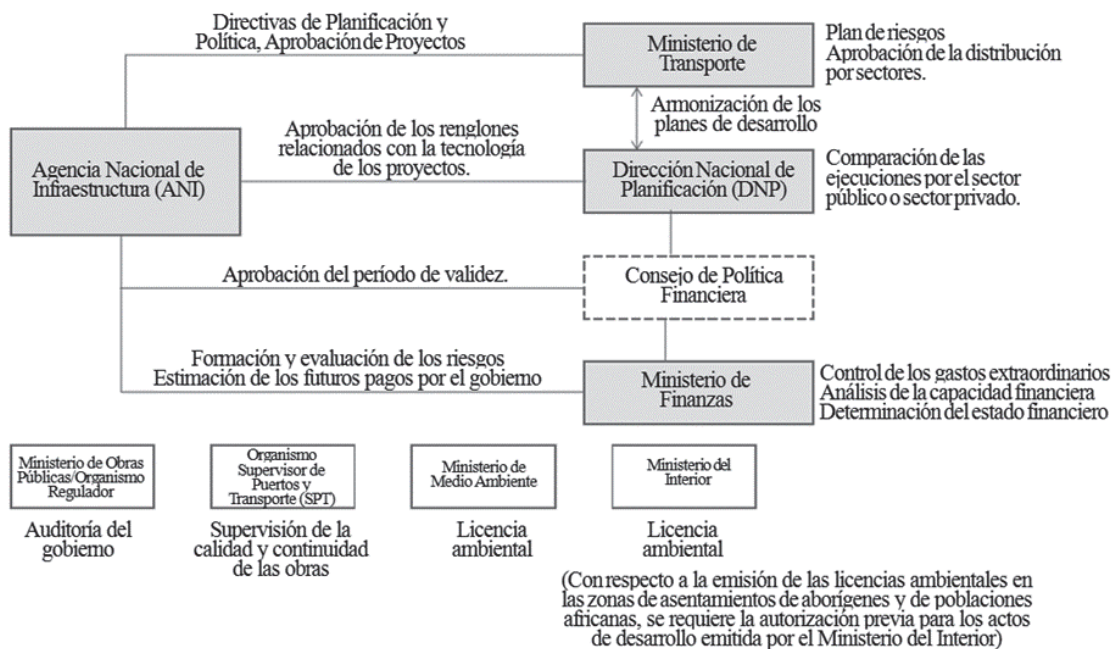 Directivas de Planificación y
Política, Aprobación de Proyectos
Ministerio de
Transporte
Plan de riesgos
Aprobación de la distribución
por sectores.
Armonización de los
planes de desarrollo
Agencia Nacional de
Infraestructura (ANI)
Aprobación de los renglones
relacionados con la tecnología
de los proyectos.
Dirección Nacional de
Planificación (DNP)
Comparación de las
ejecuciones por el sector
público o sector privado.
Aprobación del período de validez.
Consejo de Política
Financiera
Formación y evaluación de los riesgos
Estimación de los futuros pagos por el gobierno
Ministerio de
Finanzas
Control de los gastos extraordinarios
Análisis de la capacidad financiera
Determinación del estado financiero
Ministerio de Obras
Públicas/Organismo
Regulador
Auditoría del
gobierno
Organismo
Supervisor de
Puertos y
Transporte (SPT)
Supervisión de la
calidad y continuidad
de las obras
Ministerio de
Medio Ambiente
Licencia
ambiental
Ministerio del
Interior
Licencia
ambiental
(Con respecto a la emisión de las licencias ambientales en
las zonas de asentamientos de aborígenes y de poblaciones
africanas, se requiere la autorización previa para los actos
de desarrollo emitida por el Ministerio del Interior)